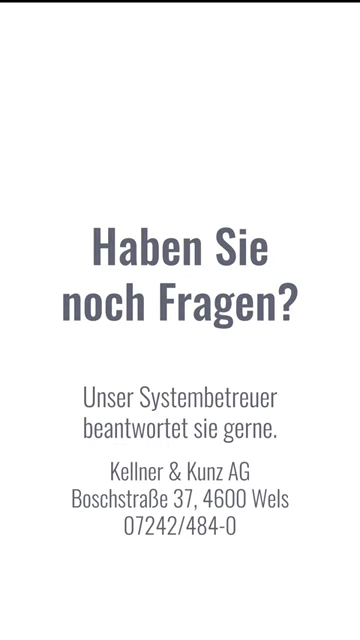 Haben Sie
noch Fragen?
Unser Systembetreuer
beantwortet sie gerne.
Kellner & Kunz AG
Boschstraße 37, 4600 Wels
07242/484-0